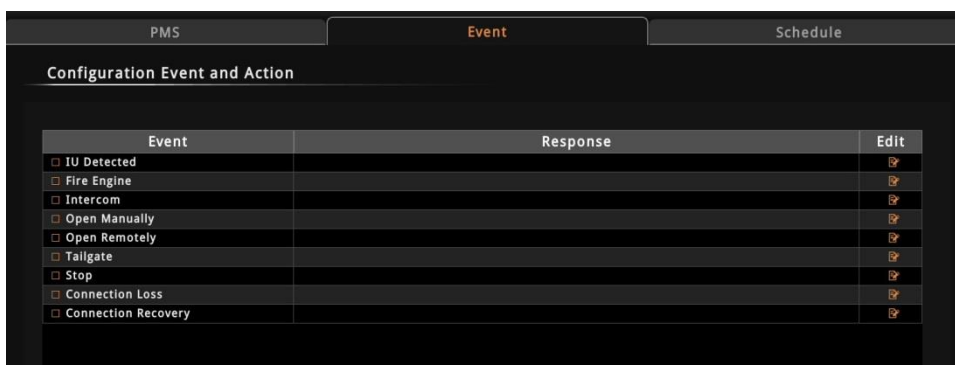 PMS Event Schedule
Configuration Event and Action
Event Response Edit
IU Detected
Fire Engine
Intercom
Open Manually
Open Remotely
Tailgate
Stop
Connection Loss
Connection Recovery